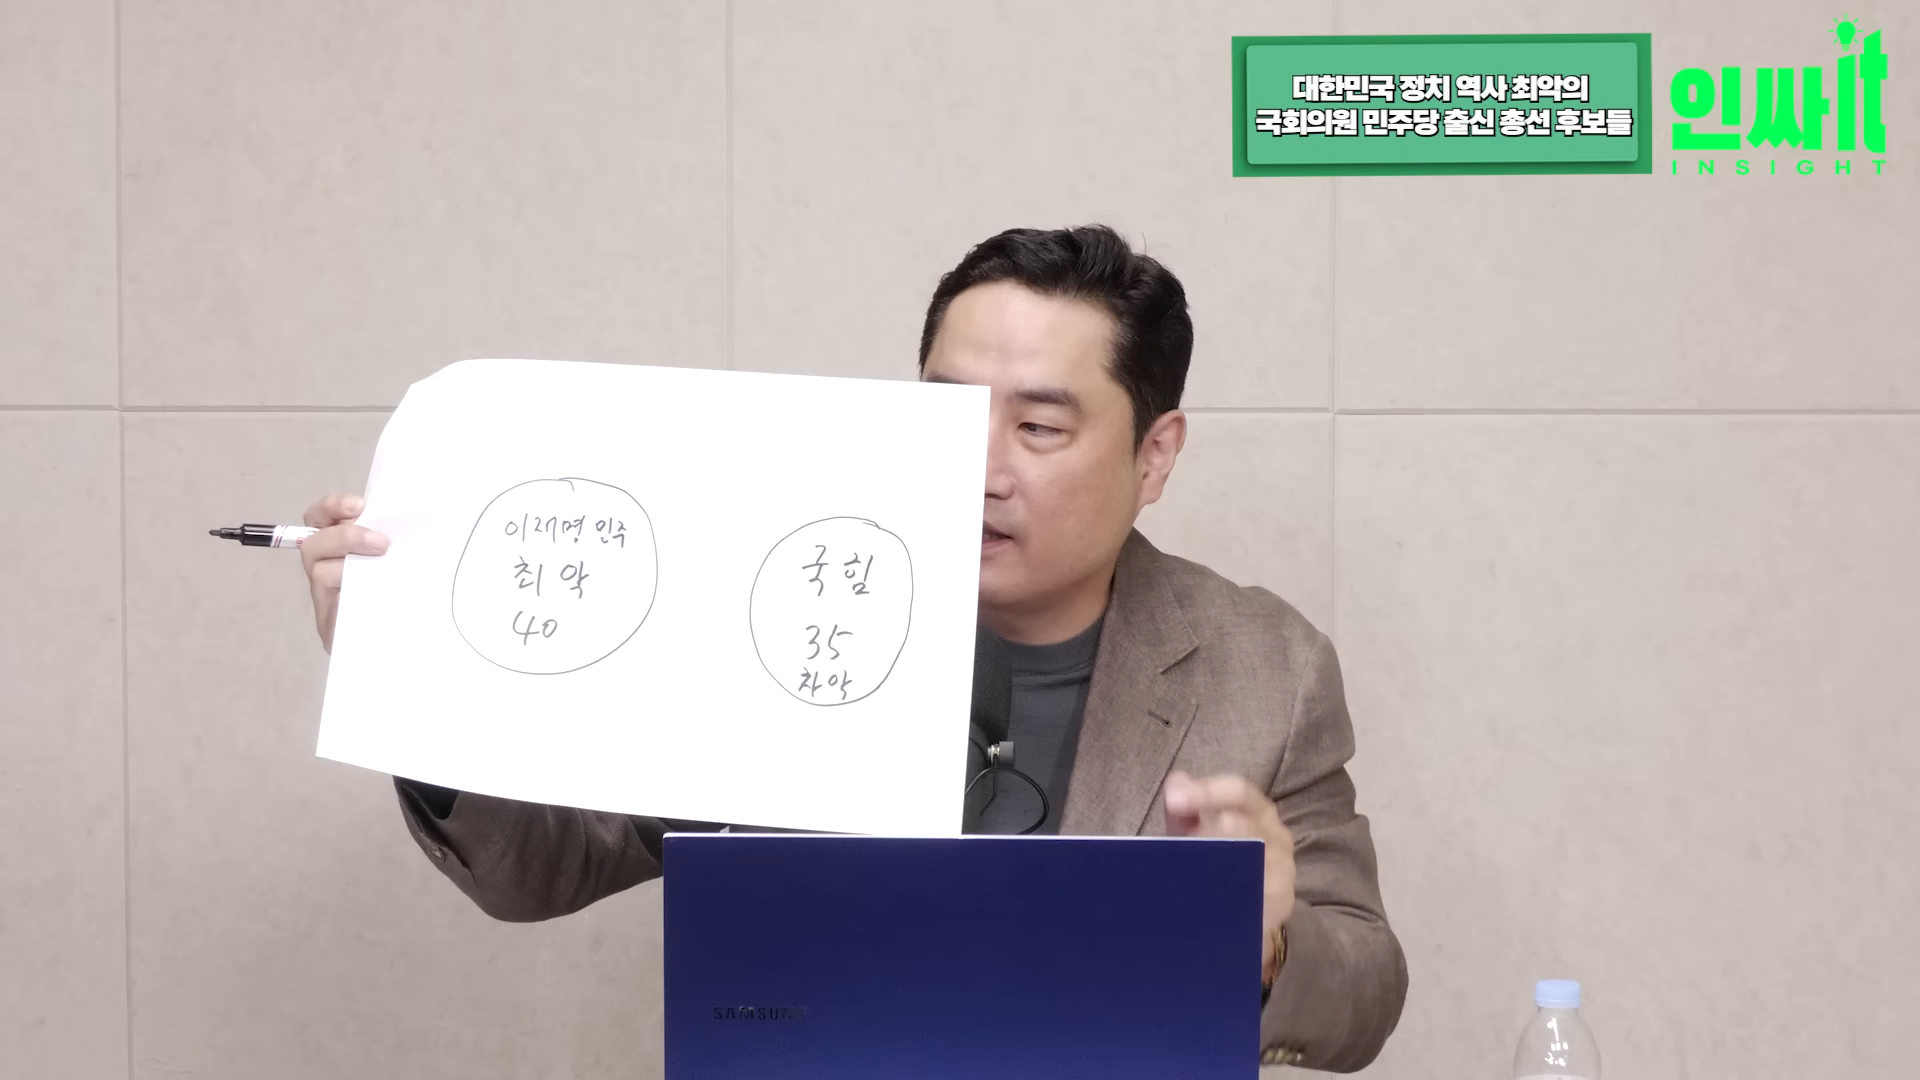 대한민국 정치 역사 최악의
국회의원 민주당 출신 총선 후보들
인싸it
INSIGHT
이재명 민주
최악
40
국힘
35
차악
SAMSUNG